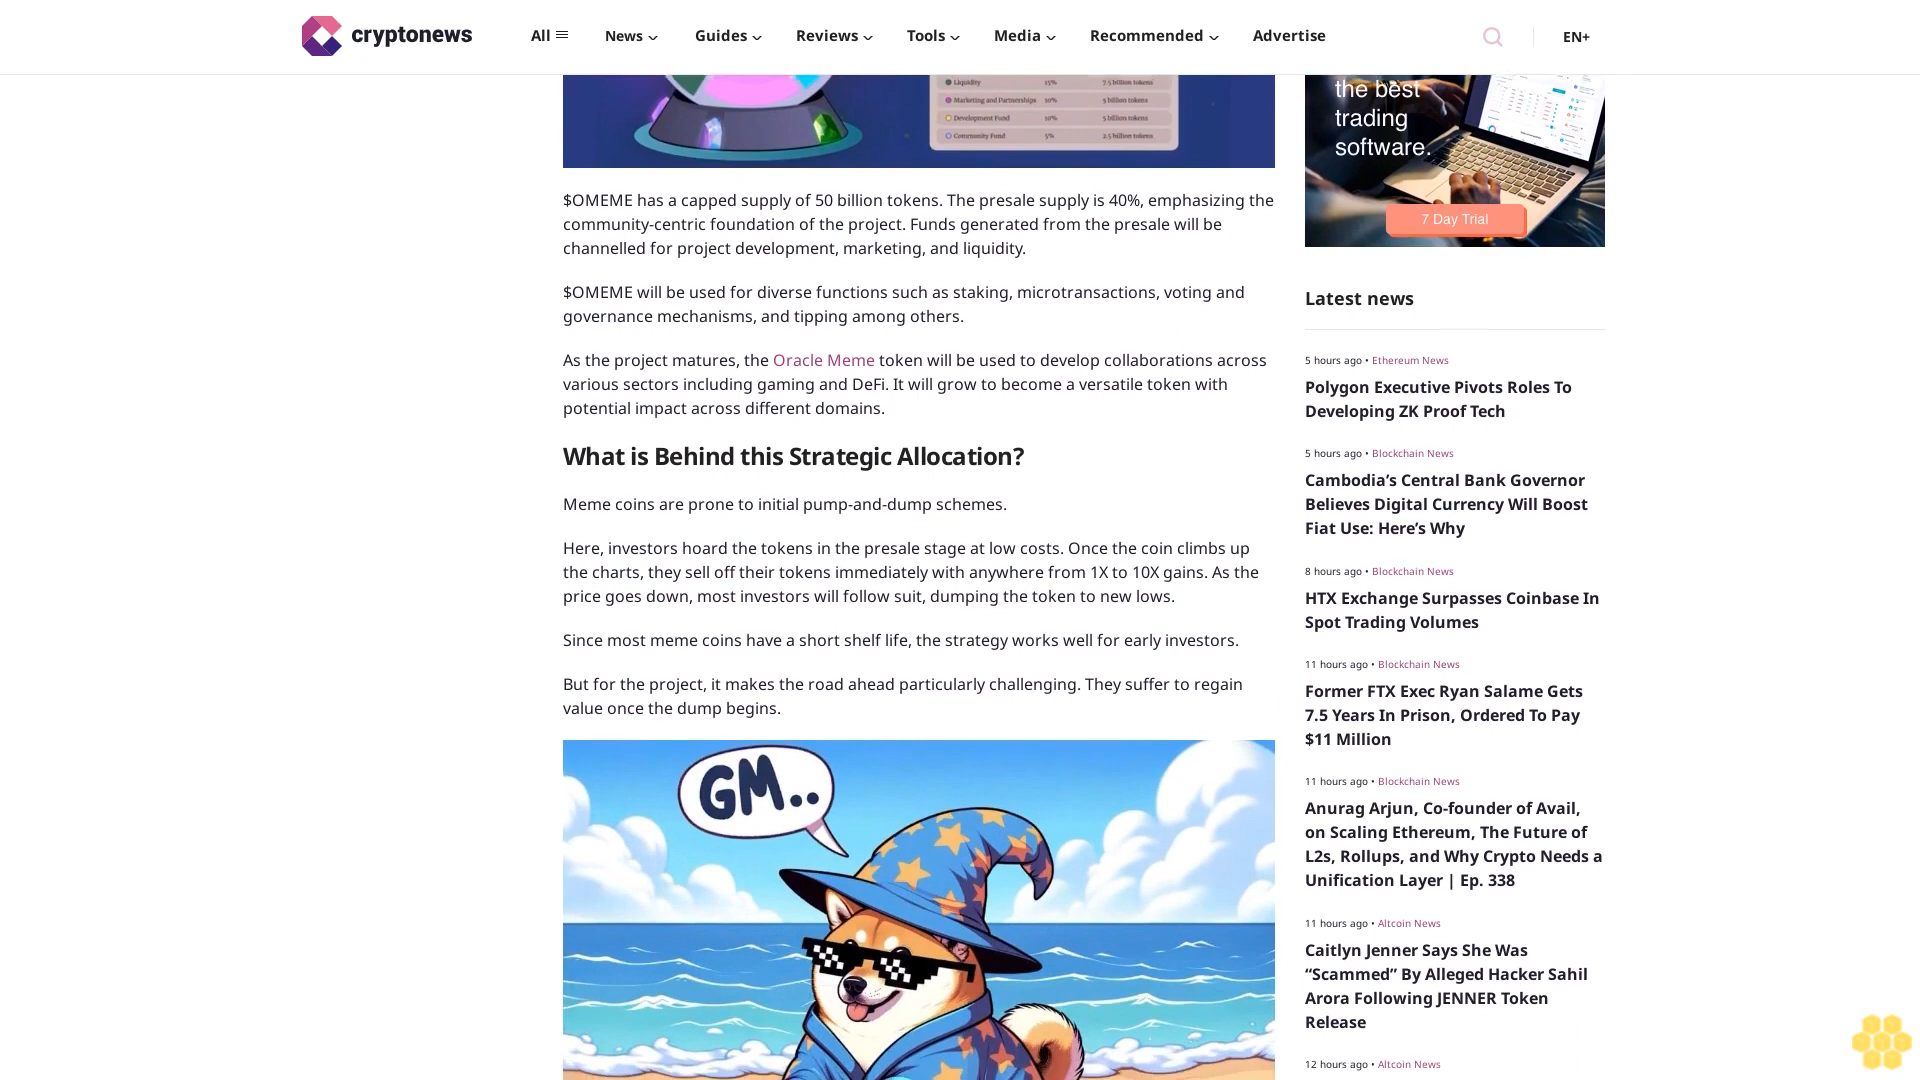 cryptonews
All
News
Guides
Reviews
Tools
Media
Recommended
Advertise
EN+
Liquidity 15% 7.5 billion tokens
Marketing and Partnerships 10% 5 billion tokens
Development Fund 10% 5 billion tokens
Community Fund 5% 2.5 billion tokens
$OMEME has a capped supply of 50 billion tokens. The presale supply is 40%, emphasizing the
community-centric foundation of the project. Funds generated from the presale will be
channelled for project development, marketing, and liquidity.
$OMEME will be used for diverse functions such as staking, microtransactions, voting and
governance mechanisms, and tipping among others.
As the project matures, the Oracle Meme token will be used to develop collaborations across
various sectors including gaming and DeFi. It will grow to become a versatile token with
potential impact across different domains.
What is Behind this Strategic Allocation?
Meme coins are prone to initial pump-and-dump schemes.
Here, investors hoard the tokens in the presale stage at low costs. Once the coin climbs up
the charts, they sell off their tokens immediately with anywhere from 1X to 10X gains. As the
price goes down, most investors will follow suit, dumping the token to new lows.
Since most meme coins have a short shelf life, the strategy works well for early investors.
But for the project, it makes the road ahead particularly challenging. They suffer to regain
value once the dump begins.
GM..
the best
trading
software.
7 Day Trial
Latest news
5 hours ago • Ethereum News
Polygon Executive Pivots Roles To
Developing ZK Proof Tech
5 hours ago • Blockchain News
Cambodia’s Central Bank Governor
Believes Digital Currency Will Boost
Fiat Use: Here’s Why
8 hours ago • Blockchain News
HTX Exchange Surpasses Coinbase In
Spot Trading Volumes
11 hours ago • Blockchain News
Former FTX Exec Ryan Salame Gets
7.5 Years In Prison, Ordered To Pay
$11 Million
11 hours ago • Blockchain News
Anurag Arjun, Co-founder of Avail,
on Scaling Ethereum, The Future of
L2s, Rollups, and Why Crypto Needs a
Unification Layer | Ep. 338
11 hours ago • Altcoin News
Caitlyn Jenner Says She Was
“Scammed” By Alleged Hacker Sahil
Arora Following JENNER Token
Release
12 hours ago • Altcoin News